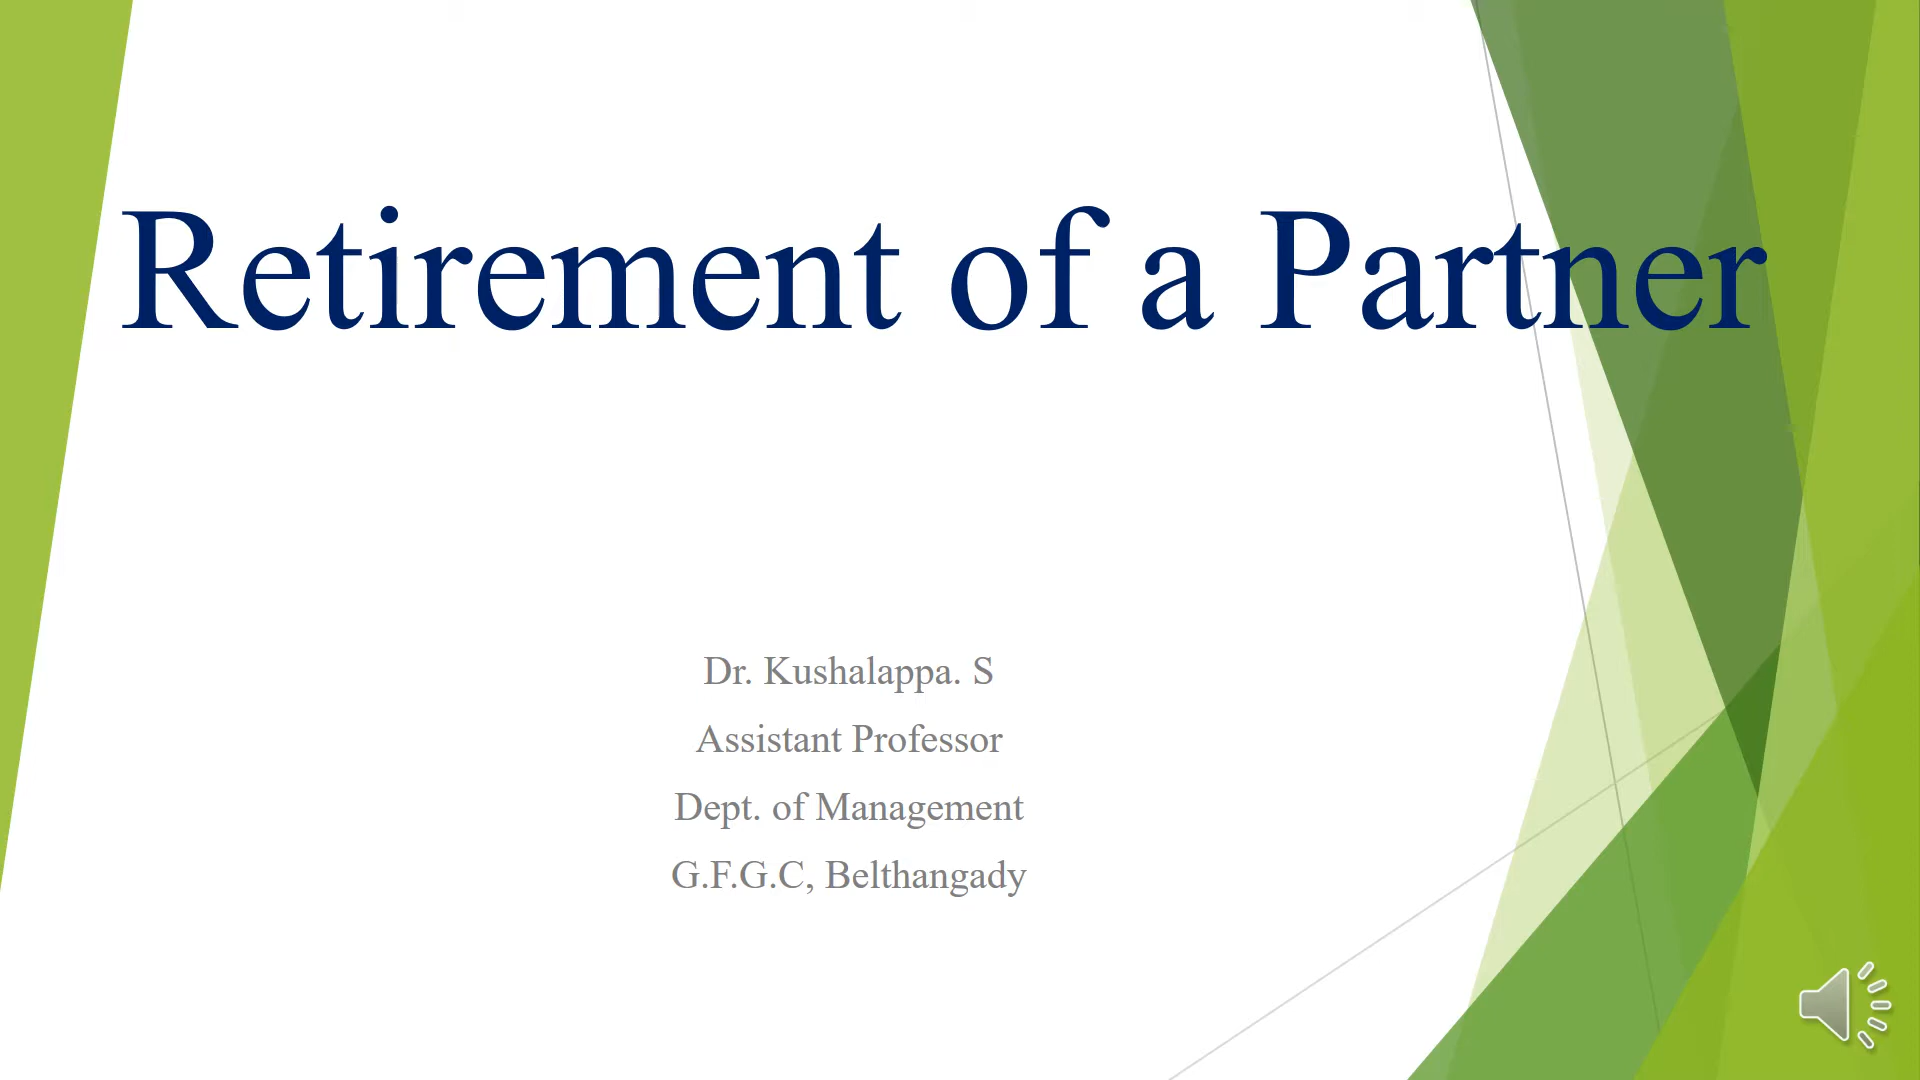 Retirement of a Partner
Dr. Kushalappa. S
Assistant Professor
Dept. of Management
G.F.G.C, Belthangady